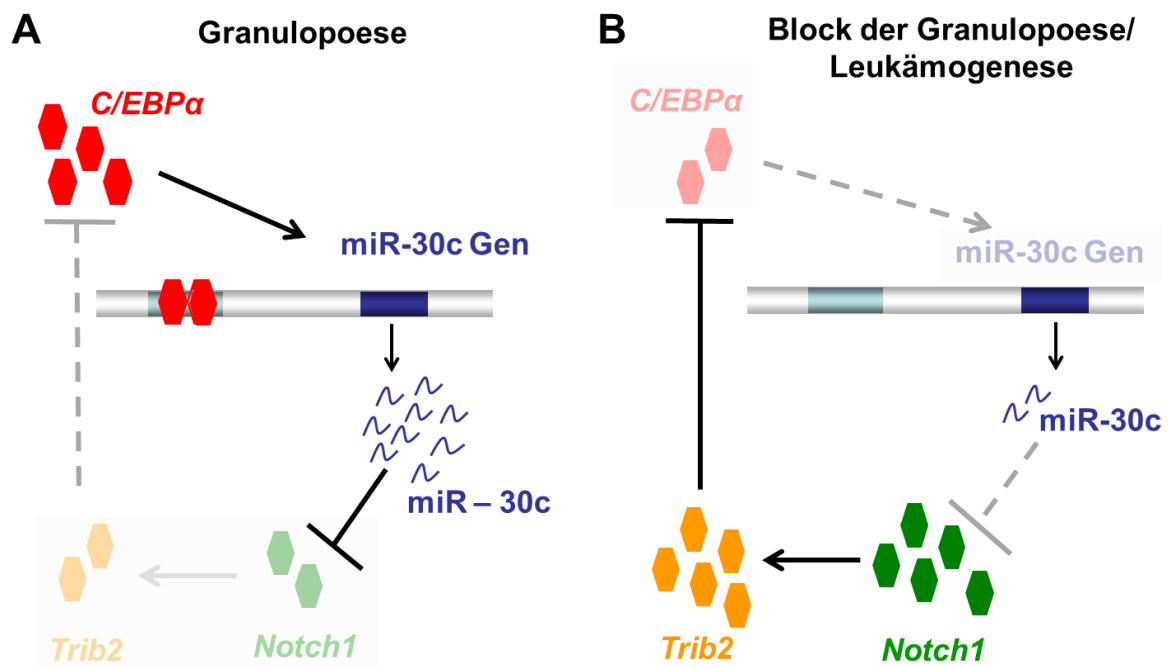 A
Granulopoese
C/EBPα
miR-30c Gen
miR – 30c
Trib2
Notch1
B
Block der Granulopoese/
Leukämogenese
C/EBPα
miR-30c Gen
miR-30c
Trib2
Notch1